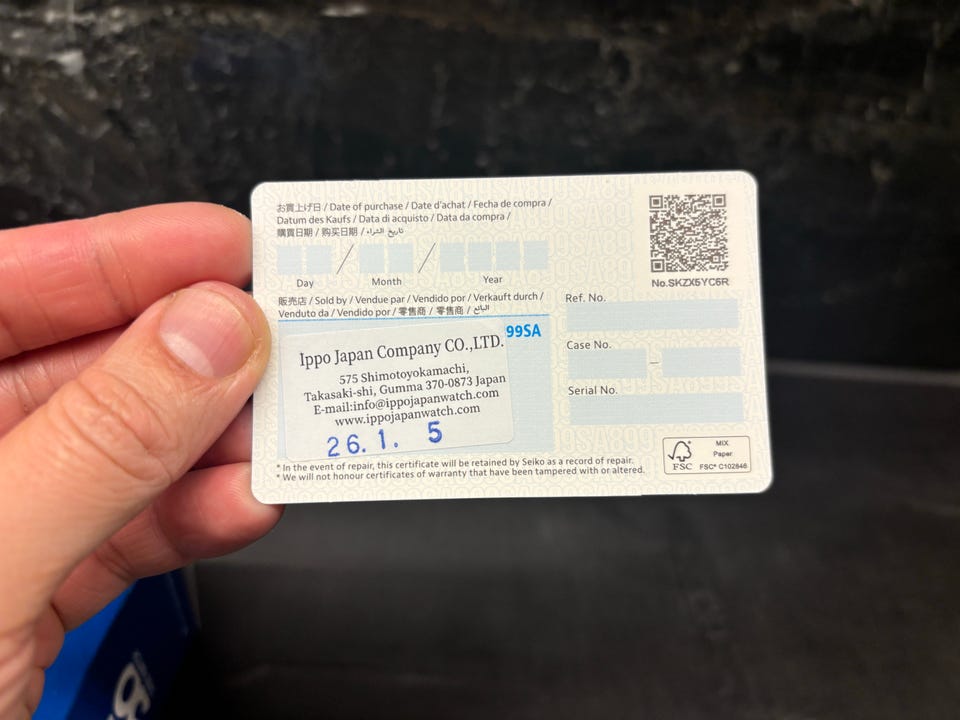 お買上げ日 / Date of purchase / Date d'achat / Fecha de compra /
Datum des Kaufs / Data di acquisto / Data da compra /
購買日期 / 购买日期 / تاريخ الشراء
/ /
Day Month Year
No.SKZX5YC6R
販売店 / Sold by / Vendue par / Vendido por / Verkauft durch /
Venduto da / Vendido por / 零售商 / 零售商 / البائع
99SA
Ippo Japan Company CO.,LTD.
575 Shimotoyokamachi,
Takasaki-shi, Gumma 370-0873 Japan
E-mail:info@ippojapanwatch.com
www.ippojapanwatch.com
26.1. 5
Ref. No.
Case No.
–
Serial No.
* In the event of repair, this certificate will be retained by Seiko as a record of repair.
* We will not honour certificates of warranty that have been tampered with or altered.
FSC
MIX
Paper
FSC® C102846